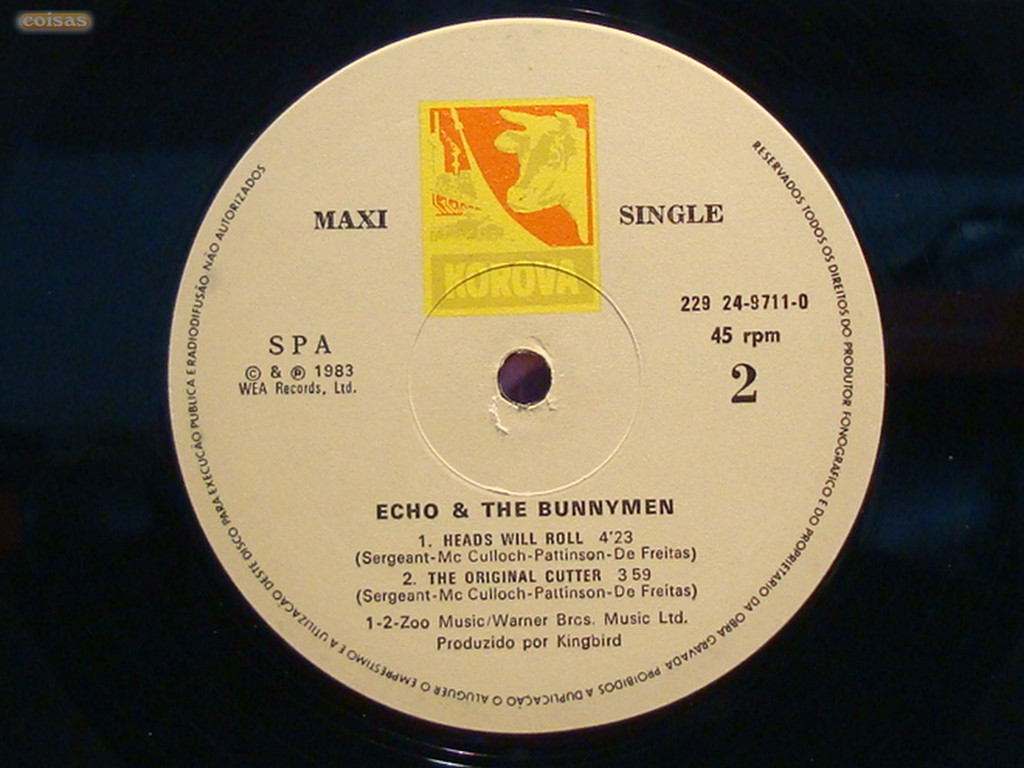 coisas
MAXI
SINGLE
KOROVA
229 24-9711-0
45 rpm
2
SPA
© & ℗ 1983
WEA Records, Ltd.
ECHO & THE BUNNYMEN
1. HEADS WILL ROLL 4'23
(Sergeant-Mc Culloch-Pattinson-De Freitas)
2. THE ORIGINAL CUTTER 3 59
(Sergeant-Mc Culloch-Pattinson-De Freitas)
1-2-Zoo Music/Warner Bros. Music Ltd.
Produzido por Kingbird
RESERVADOS TODOS OS DIREITOS DO PRODUTOR FONOGRAFICO E DO PROPRIETARIO DA OBRA GRAVADA PROIBIDOS A DUPLICAÇÃO O ALUGUER O EMPRESTIMO E A UTILIZAÇÃO DESTE DISCO PARA EXECUÇÃO PUBLICA E RADIODIFUSÃO NÃO AUTORIZADOS